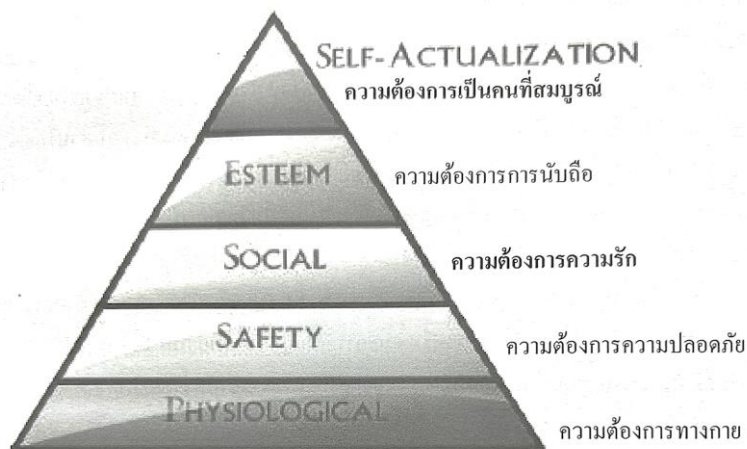 SELF-ACTUALIZATION
ความต้องการเป็นคนที่สมบูรณ์
ESTEEM
ความต้องการการนับถือ
SOCIAL
ความต้องการความรัก
SAFETY
ความต้องการความปลอดภัย
PHYSIOLOGICAL
ความต้องการทางกาย